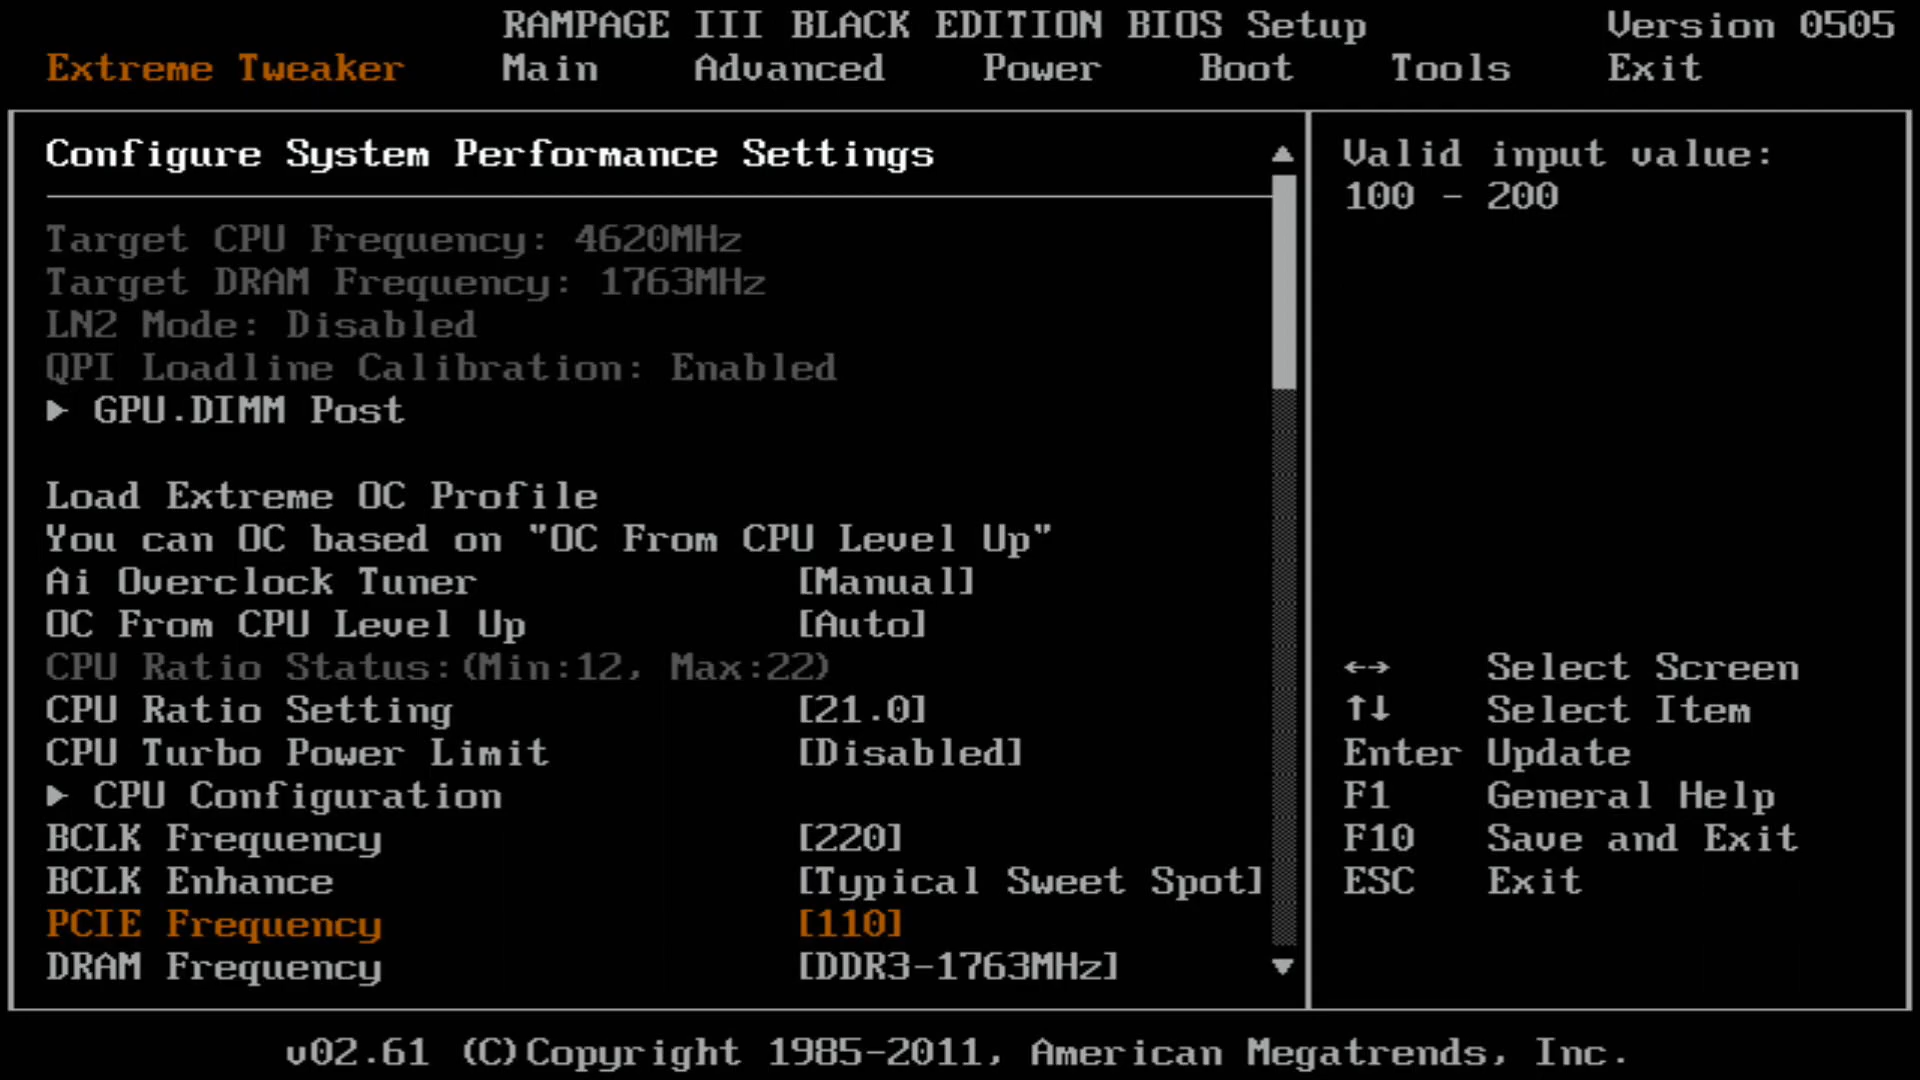 RAMPAGE III BLACK EDITION BIOS Setup Version 0505
Extreme Tweaker Main Advanced Power Boot Tools Exit
Configure System Performance Settings
Target CPU Frequency: 4620MHz
Target DRAM Frequency: 1763MHz
LN2 Mode: Disabled
QPI Loadline Calibration: Enabled
▶ GPU.DIMM Post
Load Extreme OC Profile
You can OC based on "OC From CPU Level Up"
Ai Overclock Tuner [Manual]
OC From CPU Level Up [Auto]
CPU Ratio Status:(Min:12, Max:22)
CPU Ratio Setting [21.0]
CPU Turbo Power Limit [Disabled]
▶ CPU Configuration
BCLK Frequency [220]
BCLK Enhance [Typical Sweet Spot]
PCIE Frequency [110]
DRAM Frequency [DDR3-1763MHz]
Valid input value:
100 - 200
←→ Select Screen
↑↓ Select Item
Enter Update
F1 General Help
F10 Save and Exit
ESC Exit
v02.61 (C)Copyright 1985-2011, American Megatrends, Inc.